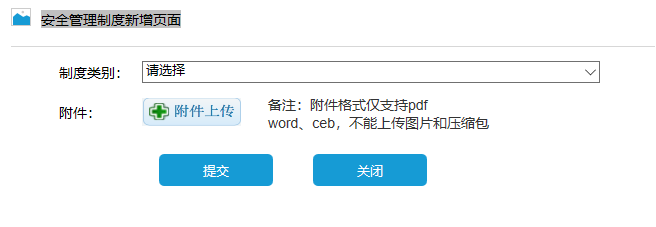 安全管理制度新增页面
制度类别：
请选择
附件：
附件上传
备注：附件格式仅支持pdf
word、ceb，不能上传图片和压缩包
提交
关闭